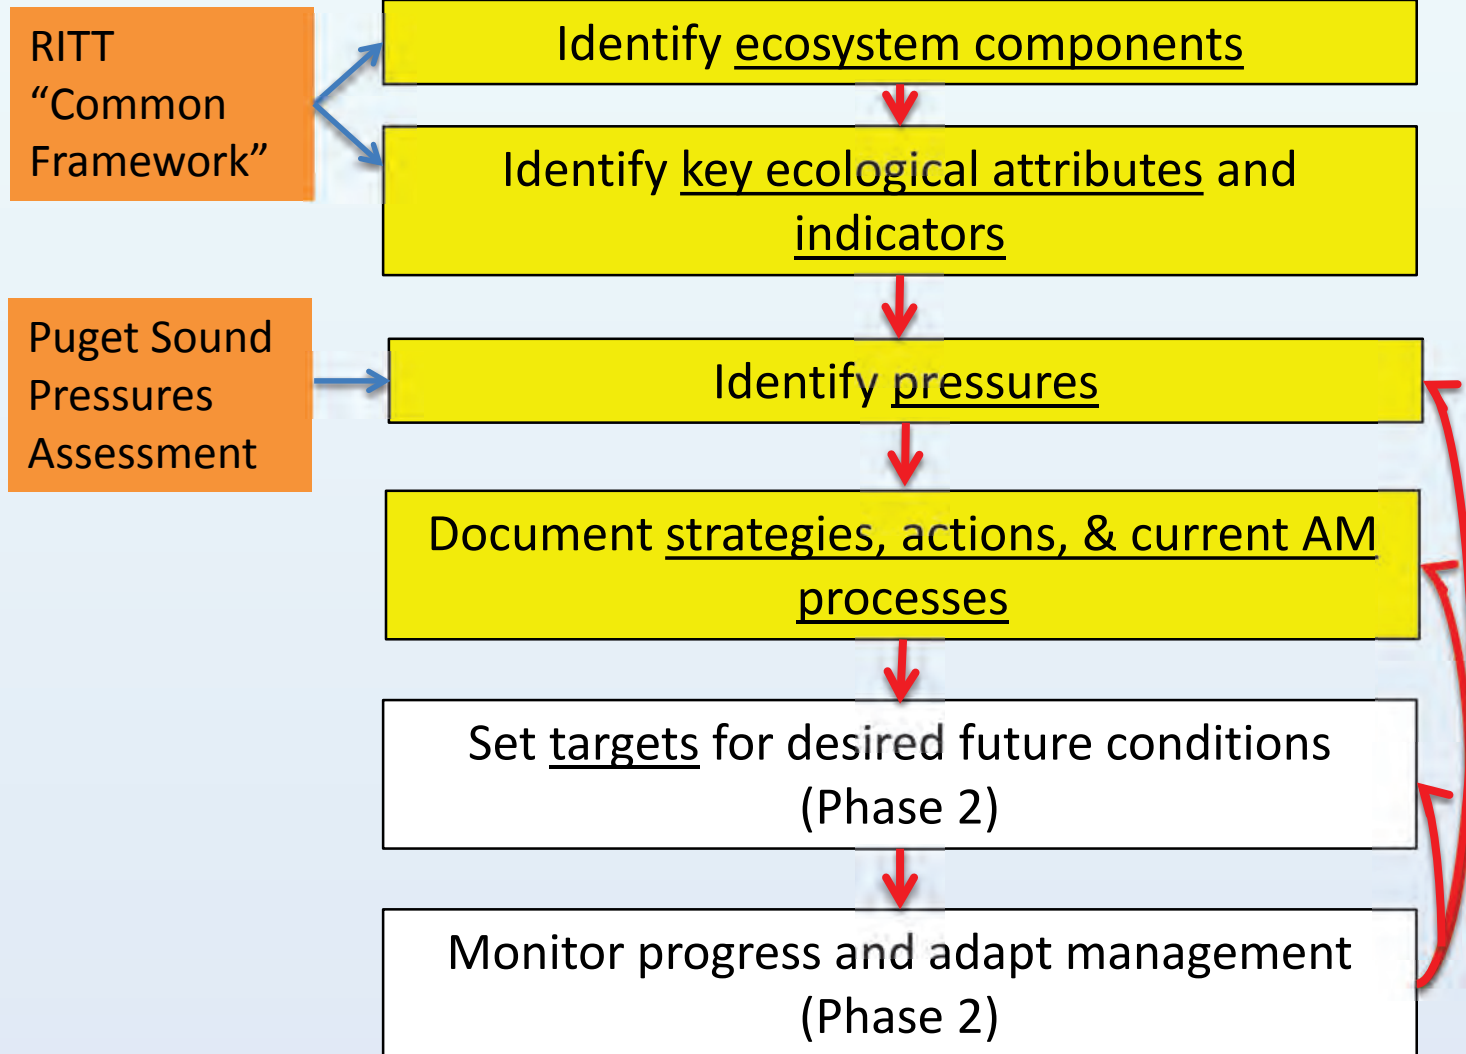 RITT
“Common
Framework”
Identify ecosystem components
Identify key ecological attributes and
indicators
Puget Sound
Pressures
Assessment
Identify pressures
Document strategies, actions, & current AM
processes
Set targets for desired future conditions
(Phase 2)
Monitor progress and adapt management
(Phase 2)